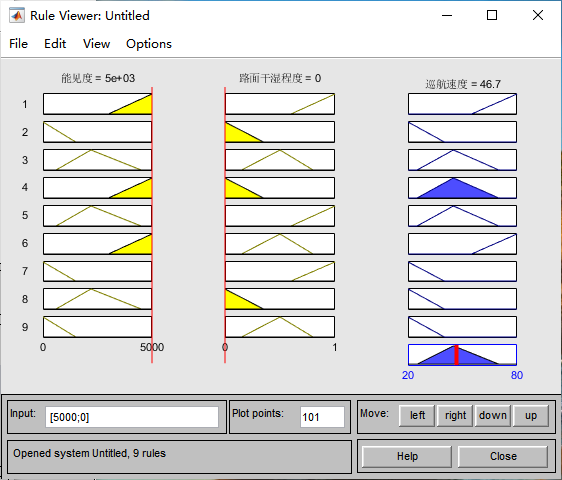 Rule Viewer: Untitled
File Edit View Options
能见度 = 5e+03 路面干湿程度 = 0 巡航速度 = 46.7
1
2
3
4
5
6
7
8
9
0 5000 0 1
20 80
Input: [5000;0] Plot points: 101 Move: left right down up
Opened system Untitled, 9 rules Help Close